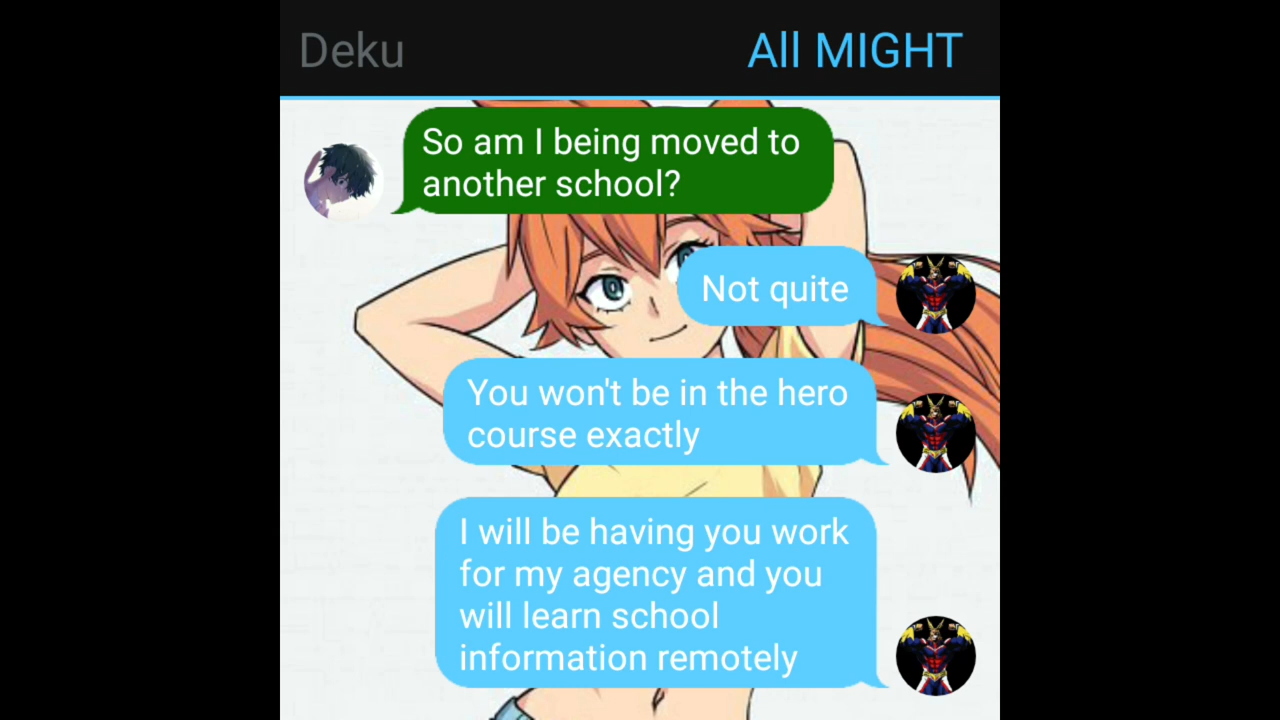 Deku
All MIGHT
So am I being moved to
another school?
Not quite
You won't be in the hero
course exactly
I will be having you work
for my agency and you
will learn school
information remotely